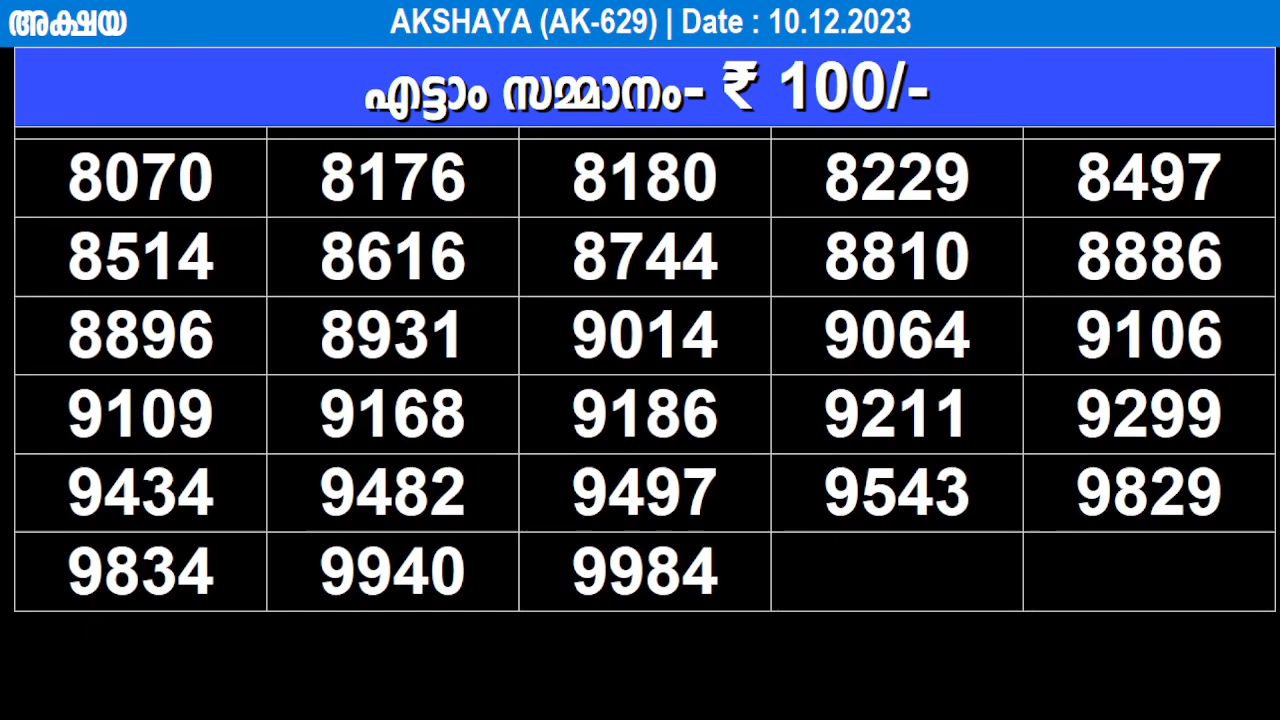 അക്ഷയ AKSHAYA (AK-629) | Date : 10.12.2023
എട്ടാം സമ്മാനം- ₹ 100/-
8070 8176 8180 8229 8497
8514 8616 8744 8810 8886
8896 8931 9014 9064 9106
9109 9168 9186 9211 9299
9434 9482 9497 9543 9829
9834 9940 9984